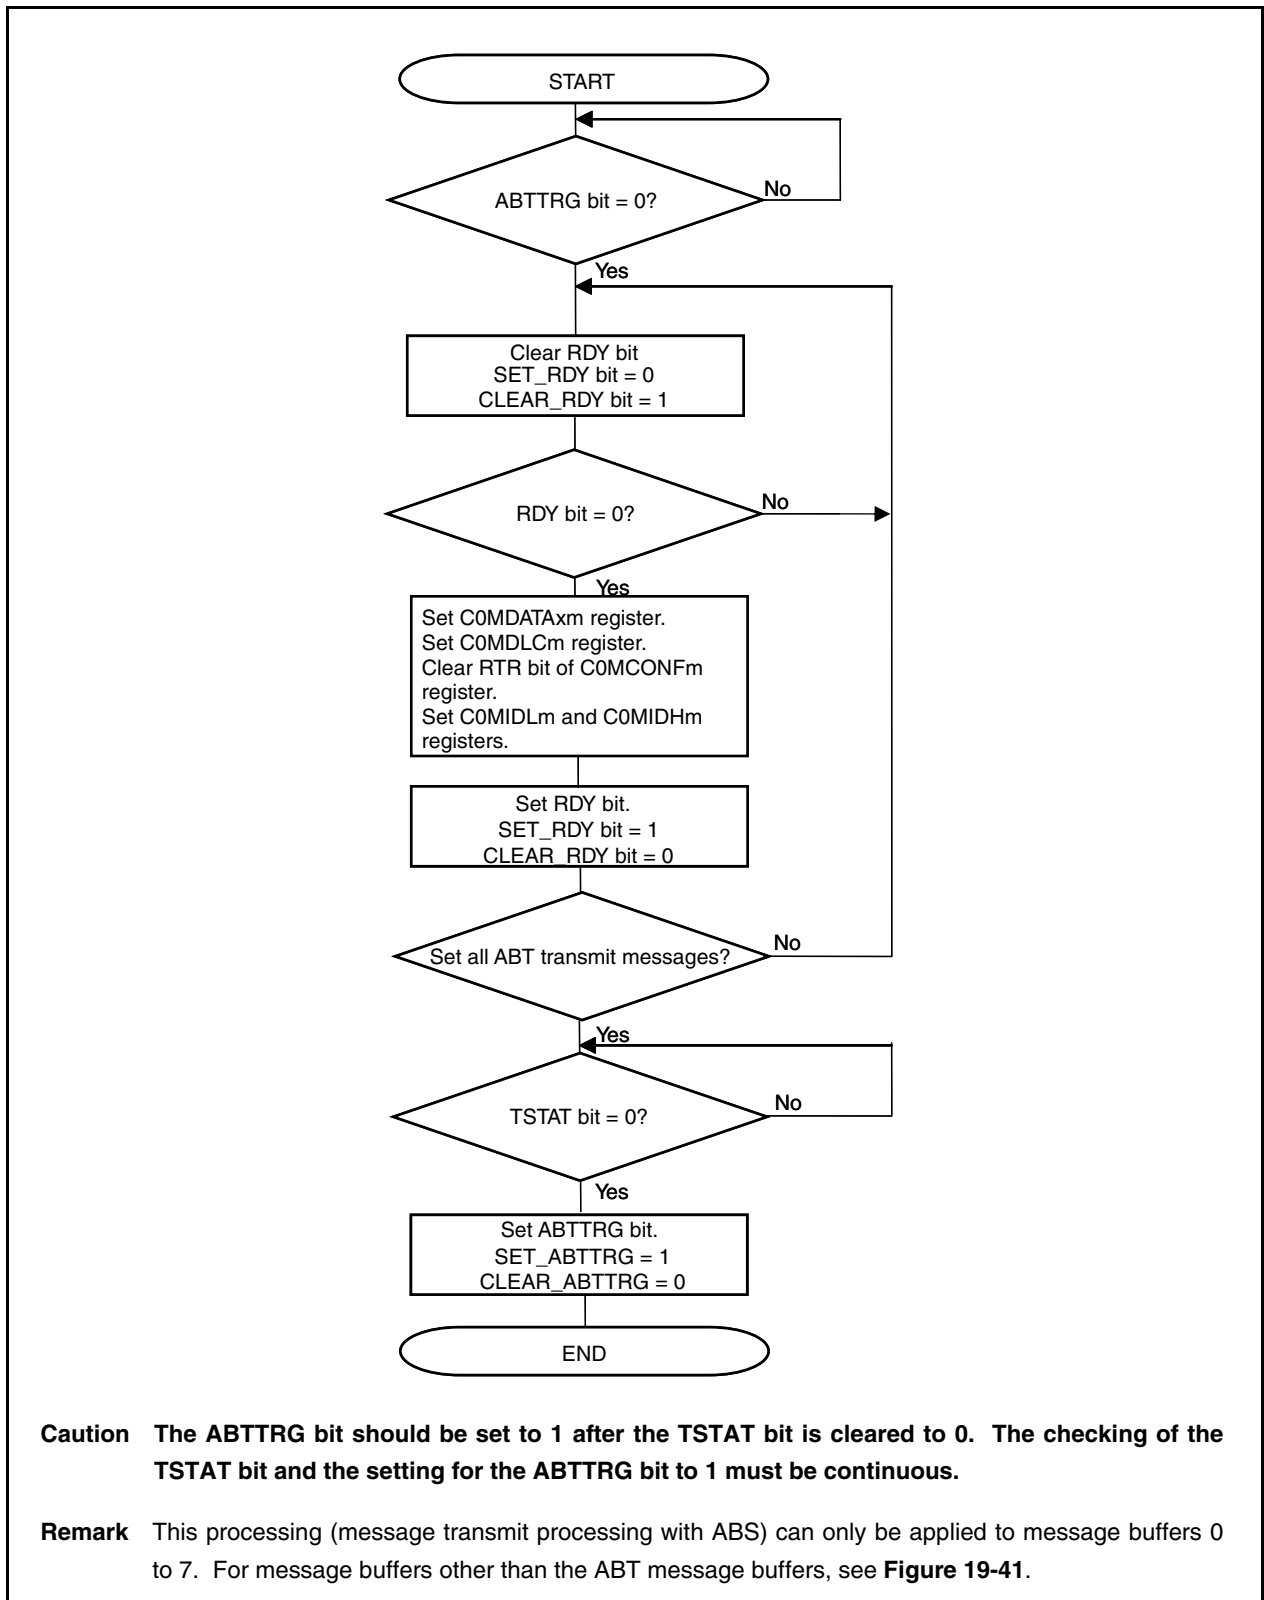 START
ABTTRG bit = 0?
No
Yes
Clear RDY bit
SET_RDY bit = 0
CLEAR_RDY bit = 1
RDY bit = 0?
No
Yes
Set C0MDATAxm register.
Set C0MDLCm register.
Clear RTR bit of C0MCONFm
register.
Set C0MIDLm and C0MIDHm
registers.
Set RDY bit.
SET_RDY bit = 1
CLEAR_RDY bit = 0
Set all ABT transmit messages?
No
Yes
TSTAT bit = 0?
No
Yes
Set ABTTRG bit.
SET_ABTTRG = 1
CLEAR_ABTTRG = 0
END
Caution The ABTTRG bit should be set to 1 after the TSTAT bit is cleared to 0. The checking of the
TSTAT bit and the setting for the ABTTRG bit to 1 must be continuous.
Remark This processing (message transmit processing with ABS) can only be applied to message buffers 0
to 7. For message buffers other than the ABT message buffers, see Figure 19-41.